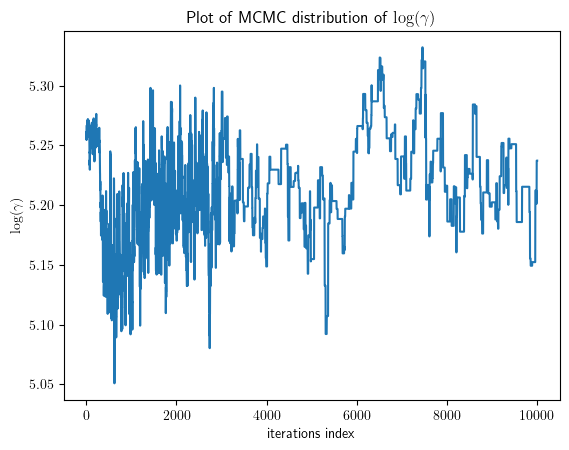 Plot of MCMC distribution of log(γ)
log(γ)
5.30
5.25
5.20
5.15
5.10
5.05
0 2000 4000 6000 8000 10000
iterations index